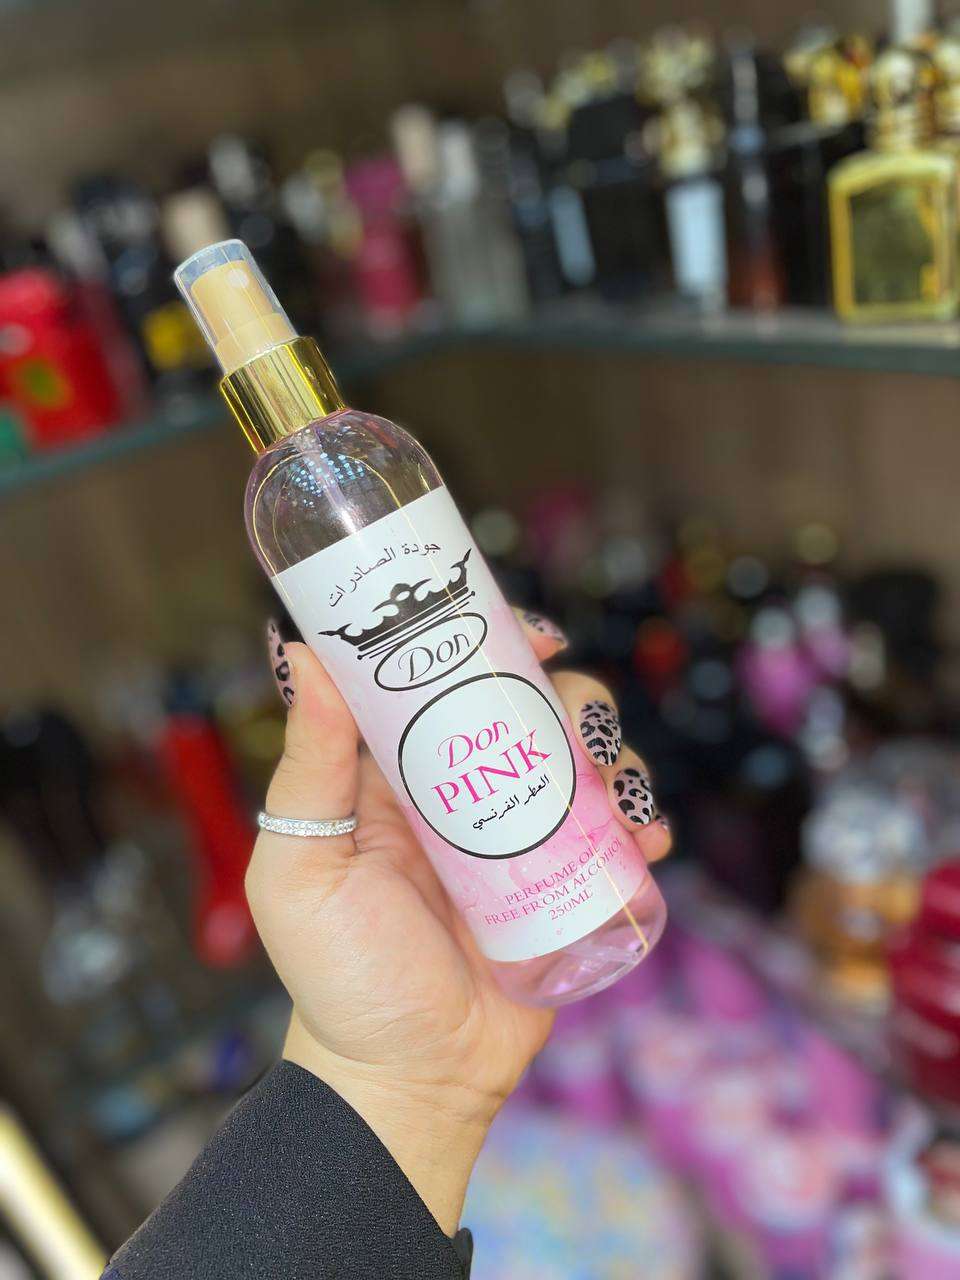 جودة الصادرات
Don
Don
PINK
العطر الفرنسي
PERFUME OIL
FREE FROM ALCOHOL
250ML